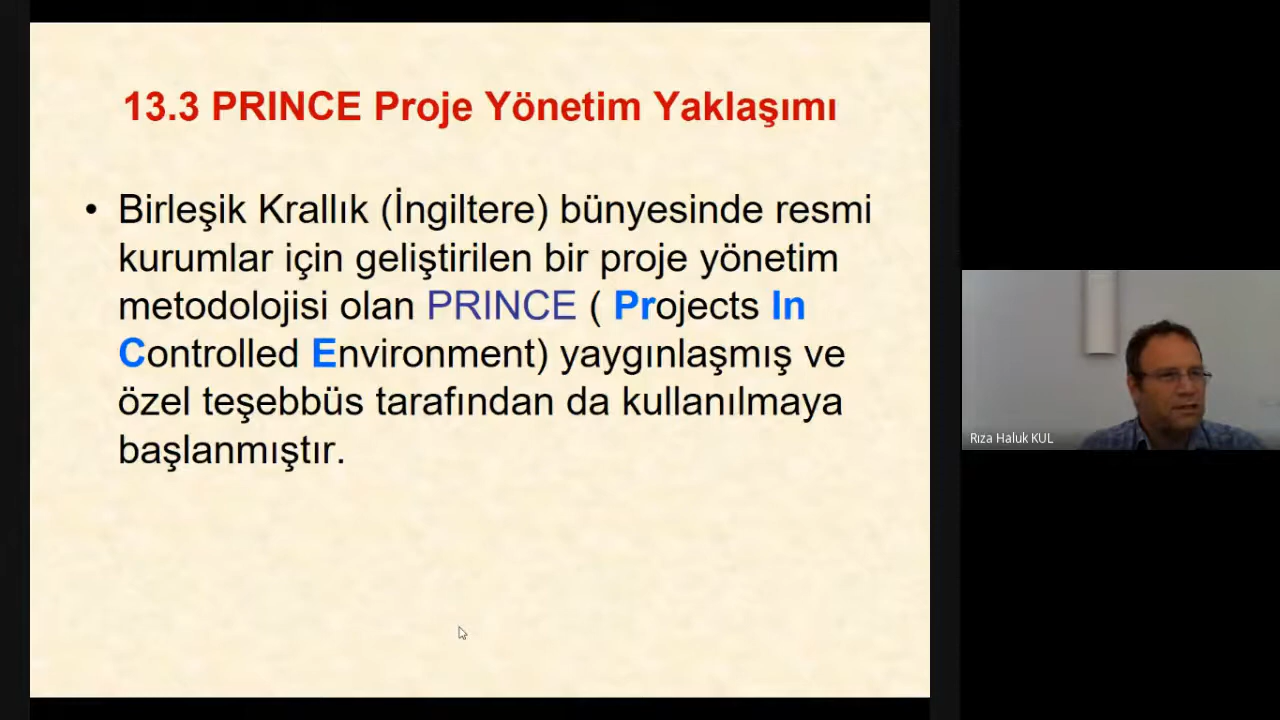 13.3 PRINCE Proje Yönetim Yaklaşımı
• Birleşik Krallık (İngiltere) bünyesinde resmi
kurumlar için geliştirilen bir proje yönetim
metodolojisi olan PRINCE ( Projects In
Controlled Environment) yaygınlaşmış ve
özel teşebbüs tarafından da kullanılmaya
başlanmıştır.
Rıza Haluk KUL